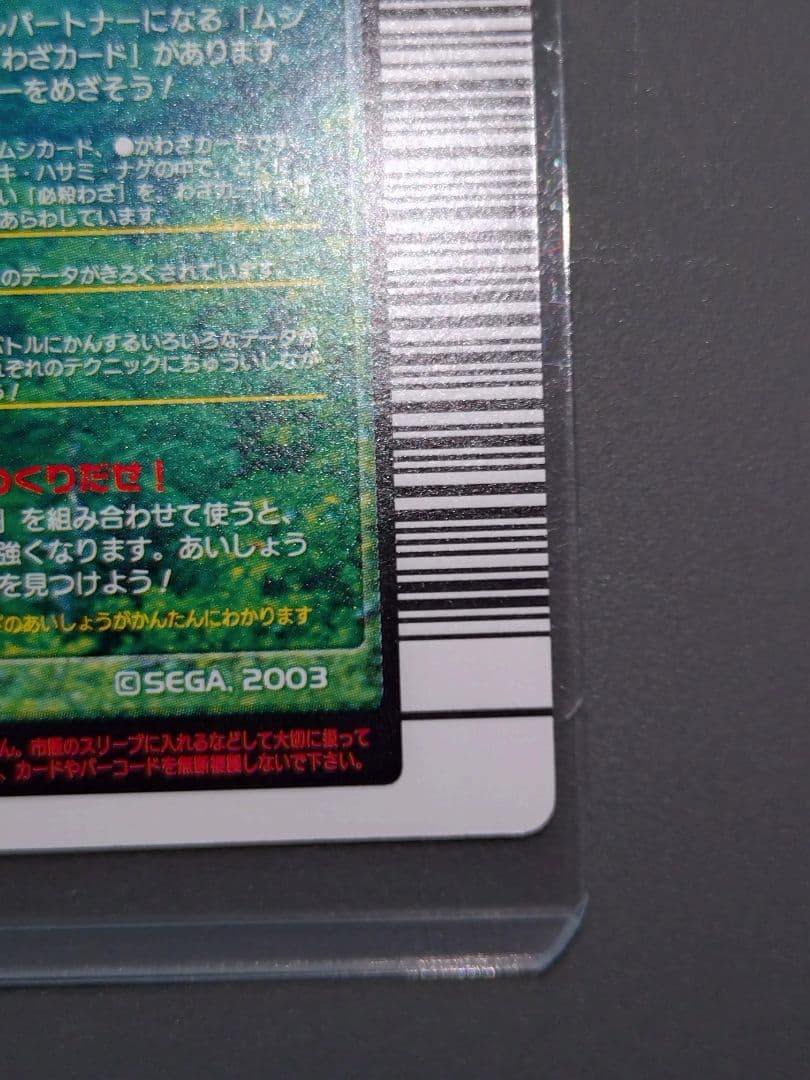 パートナーになる「ムシ
わざカード」があります。
ーをめざそう！
ムシカード、●がわざカードです。
キ・ハサミ・ナゲの中で、
い「必殺わざ」を、わざカードでは
あらわしています。
のデータがきろくされています。
バトルにかんするいろいろなデータが
れぞれのテクニックにちゅういしなが
う！
つくりだせ！
」を組み合わせて使うと、
強くなります。あいしょう
を見つけよう！
のあいしょうがかんたんにわかります
©SEGA, 2003
ん。市販のスリーブに入れるなどして大切に扱って
、カードやバーコードを無断複製しないで下さい。